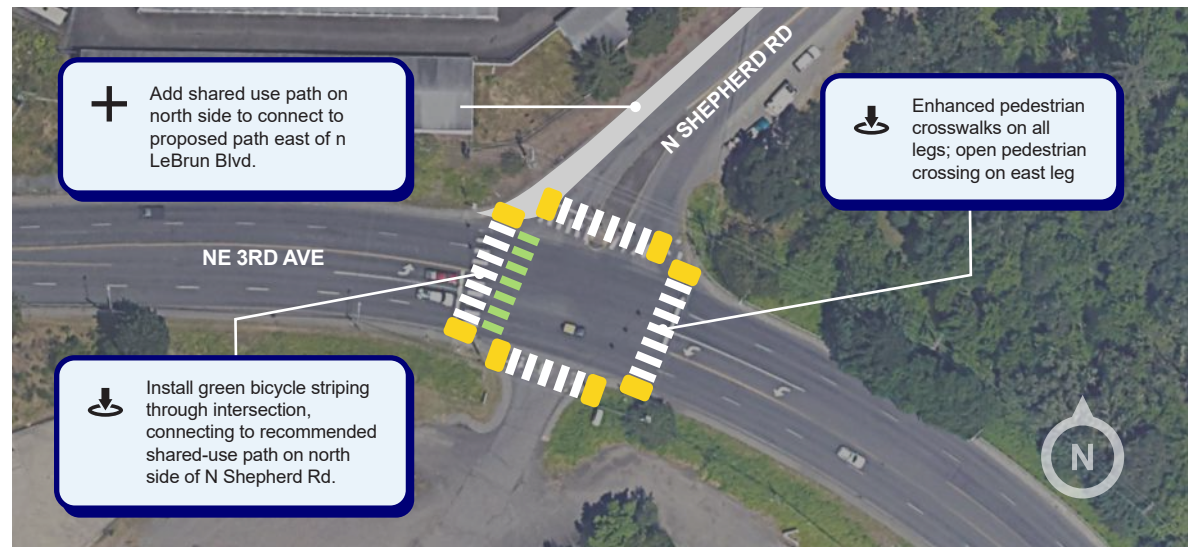 Add shared use path on
north side to connect to
proposed path east of n
LeBrun Blvd.
N SHEPHERD RD
Enhanced pedestrian
crosswalks on all
legs; open pedestrian
crossing on east leg
NE 3RD AVE
Install green bicycle striping
through intersection,
connecting to recommended
shared-use path on north
side of N Shepherd Rd.
N